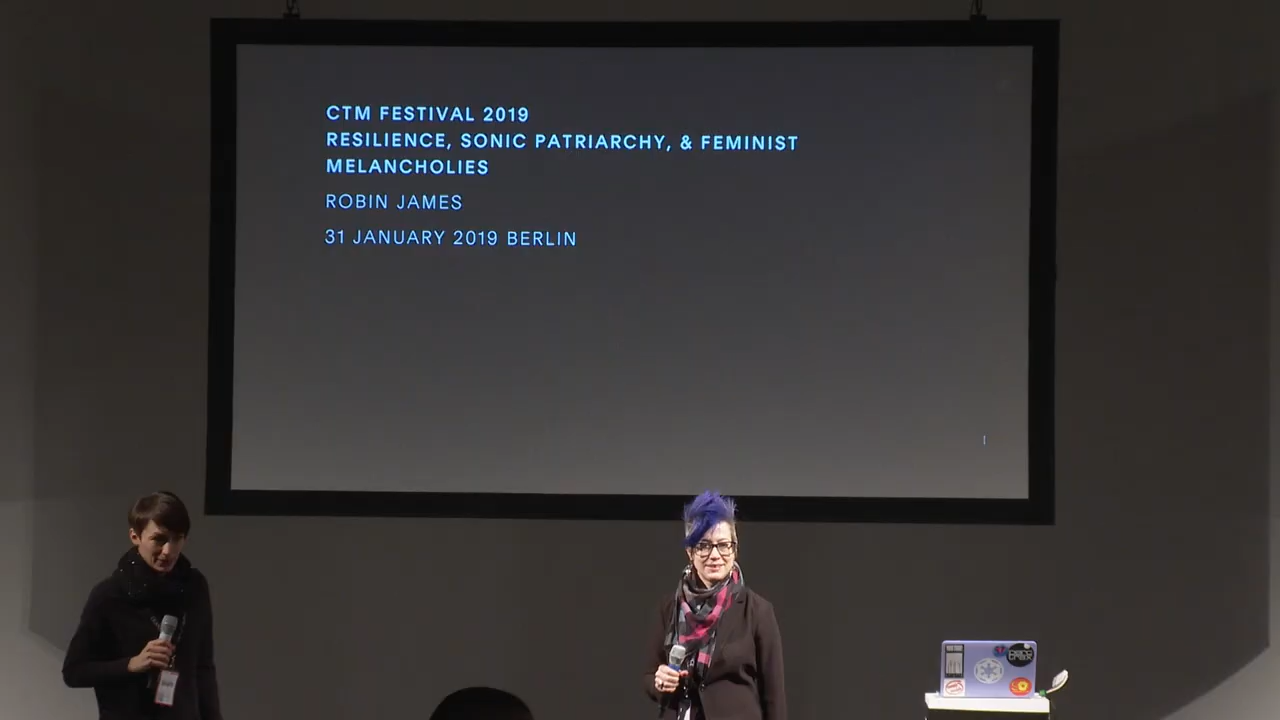 CTM FESTIVAL 2019
RESILIENCE, SONIC PATRIARCHY, & FEMINIST
MELANCHOLIES
ROBIN JAMES
31 JANUARY 2019 BERLIN